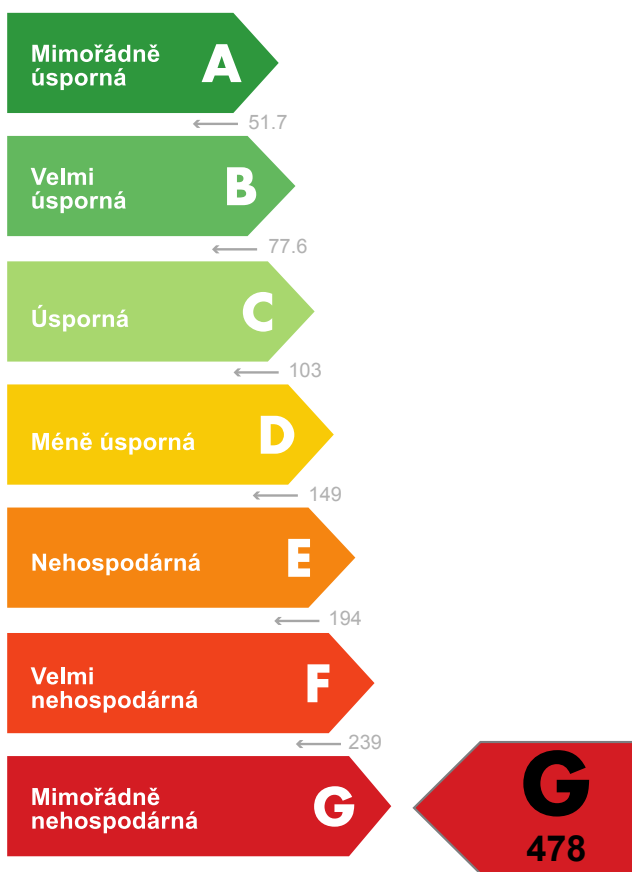 Mimořádně
úsporná
A
← 51.7
Velmi
úsporná
B
← 77.6
Úsporná
C
← 103
Méně úsporná
D
← 149
Nehospodárná
E
← 194
Velmi
nehospodárná
F
← 239
Mimořádně
nehospodárná
G
G
478